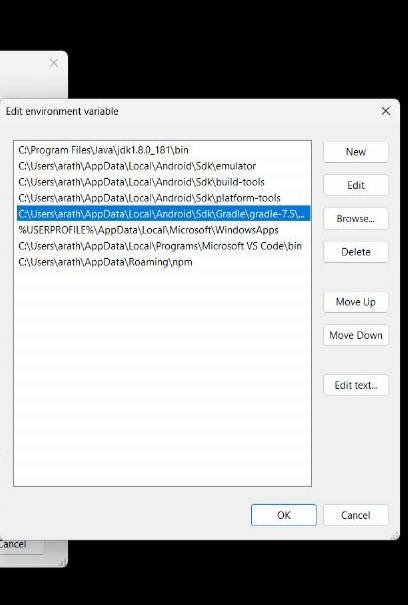 Edit environment variable
C:\Program Files\Java\jdk1.8.0_181\bin
New
C:\Users\arath\AppData\Local\Android\Sdk\emulator
C:\Users\arath\AppData\Local\Android\Sdk\build-tools
Edit
C:\Users\arath\AppData\Local\Android\Sdk\platform-tools
C:\Users\arath\AppData\Local\Android\Sdk\Gradle\gradle-7.5\...
Browse...
%USERPROFILE%\AppData\Local\Microsoft\WindowsApps
C:\Users\arath\AppData\Local\Programs\Microsoft VS Code\bin
Delete
C:\Users\arath\AppData\Roaming\npm
Move Up
Move Down
Edit text...
OK
Cancel
Cancel